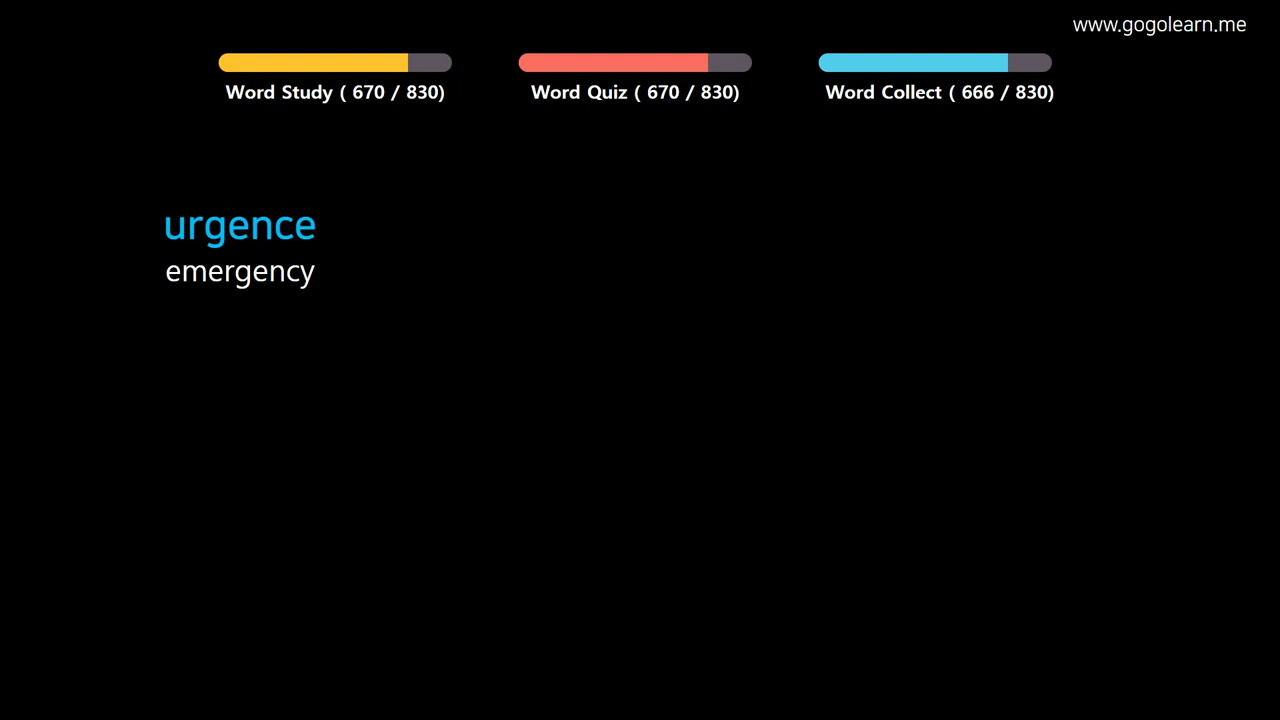 www.gogolearn.me
Word Study ( 670 / 830)
Word Quiz ( 670 / 830)
Word Collect ( 666 / 830)
urgence
emergency